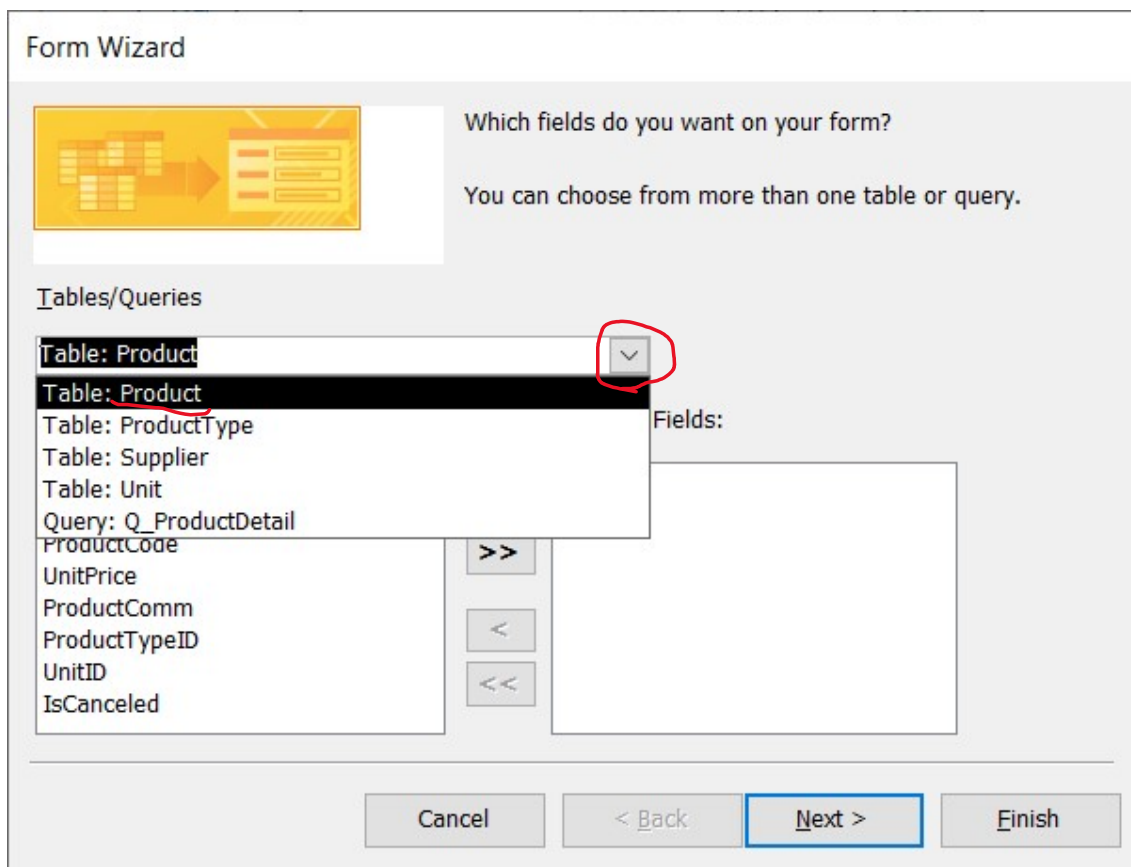 Form Wizard
Which fields do you want on your form?
You can choose from more than one table or query.
Tables/Queries
Table: Product
Table: Product
Table: ProductType
Table: Supplier
Table: Unit
Query: Q_ProductDetail
Fields:
ProductCode
UnitPrice
ProductComm
ProductTypeID
UnitID
IsCanceled
>>
<
<<
Cancel
< Back
Next >
Finish